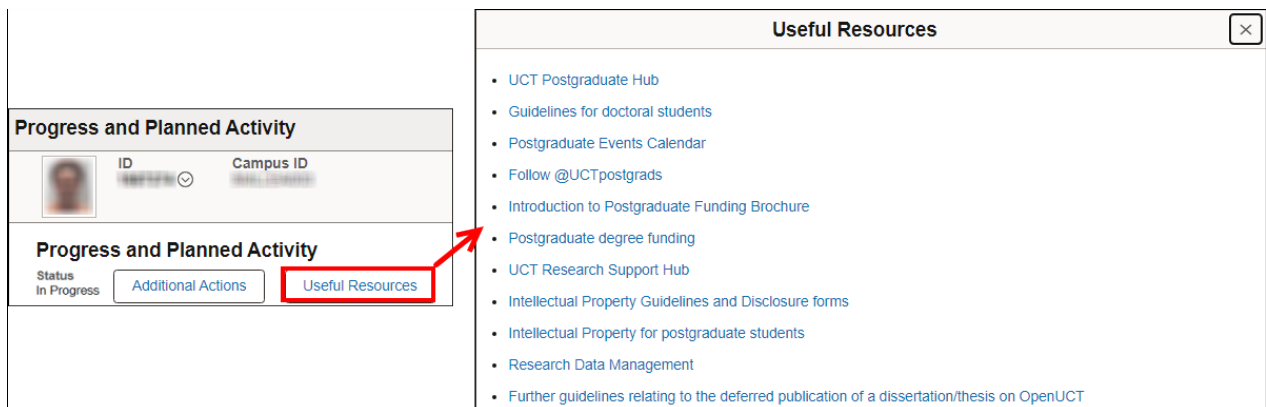 Progress and Planned Activity
ID Campus ID
Progress and Planned Activity
Status
In Progress
Additional Actions
Useful Resources
Useful Resources
• UCT Postgraduate Hub
• Guidelines for doctoral students
• Postgraduate Events Calendar
• Follow @UCTpostgrads
• Introduction to Postgraduate Funding Brochure
• Postgraduate degree funding
• UCT Research Support Hub
• Intellectual Property Guidelines and Disclosure forms
• Intellectual Property for postgraduate students
• Research Data Management
• Further guidelines relating to the deferred publication of a dissertation/thesis on OpenUCT